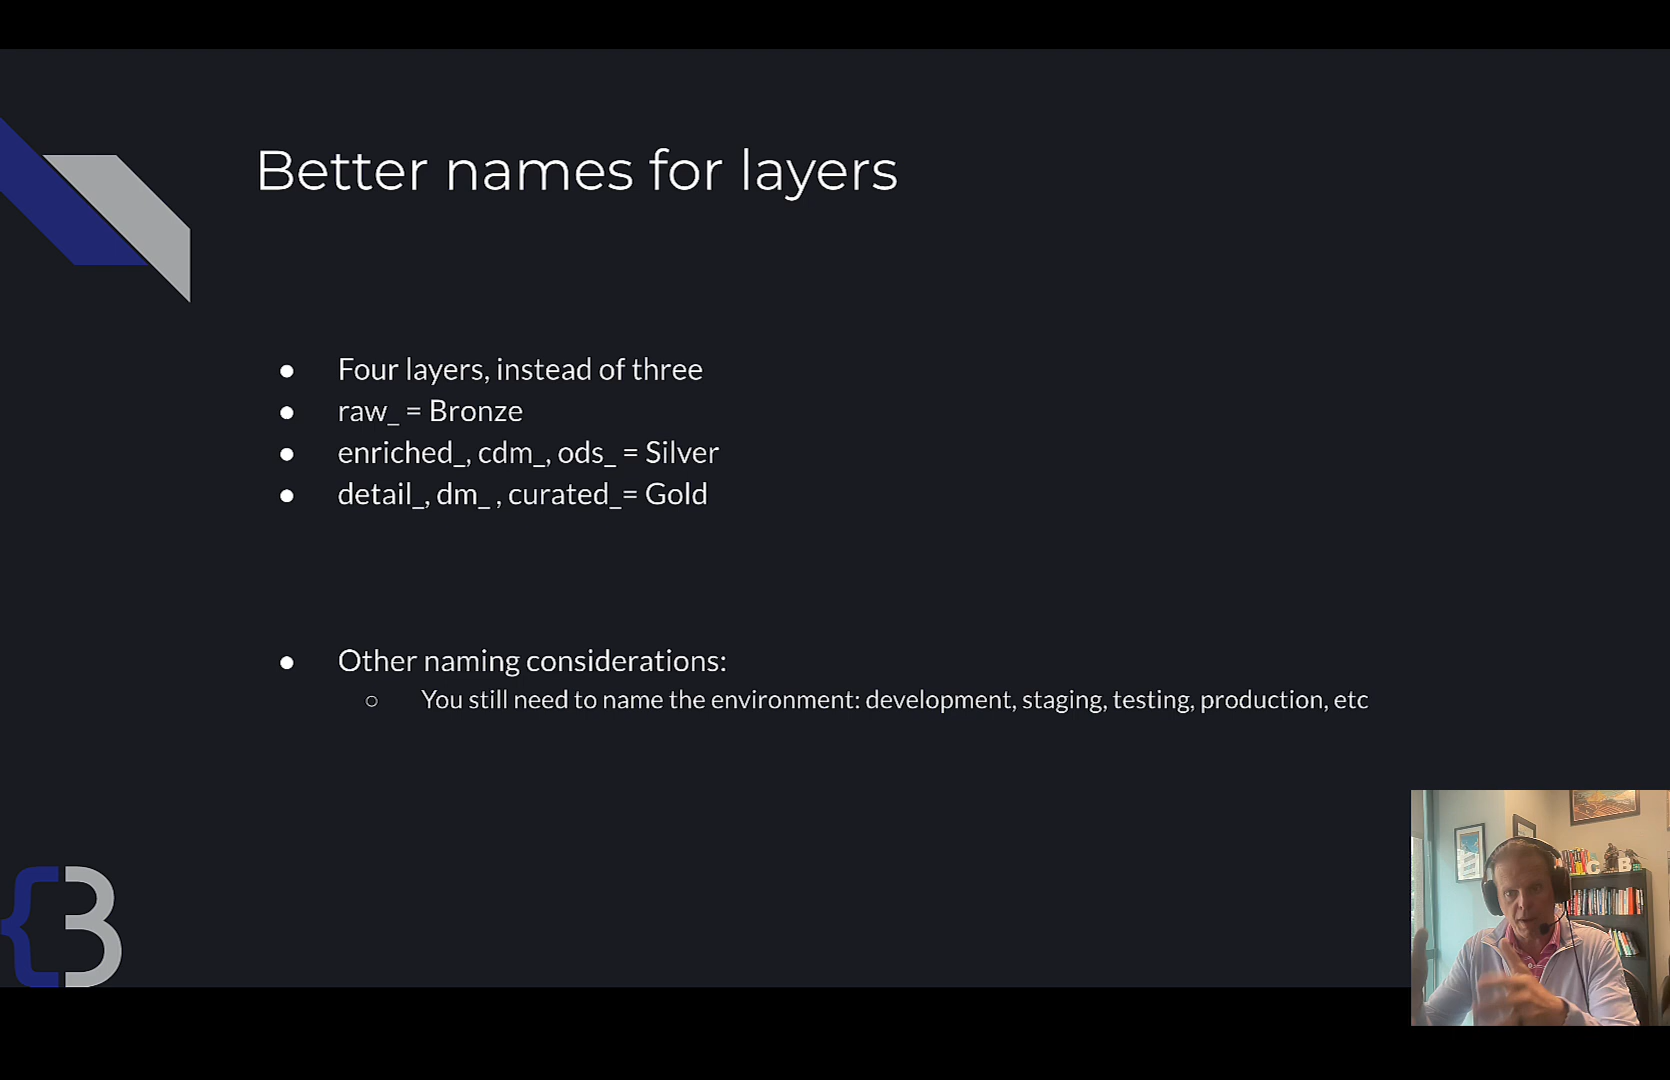 Better names for layers
● Four layers, instead of three
● raw_ = Bronze
● enriched_, cdm_, ods_ = Silver
● detail_, dm_ , curated_= Gold
● Other naming considerations:
○ You still need to name the environment: development, staging, testing, production, etc